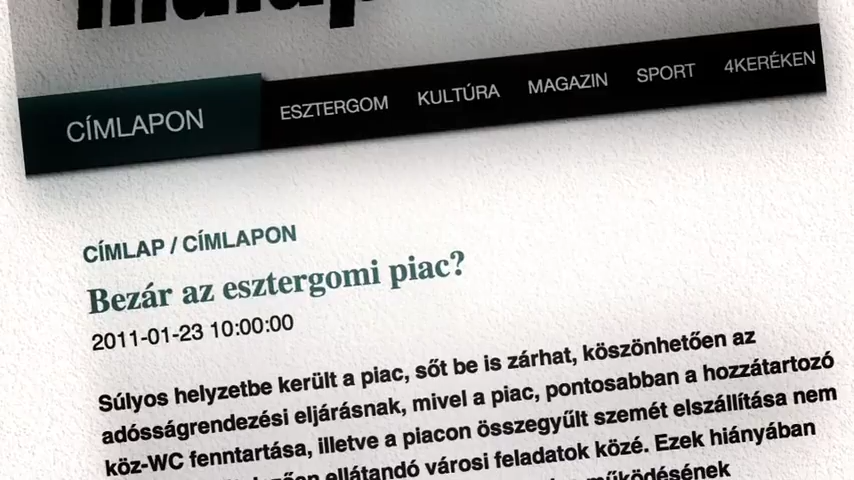 CÍMLAPON ESZTERGOM KULTÚRA MAGAZIN SPORT 4KERÉKEN
CÍMLAP / CÍMLAPON
Bezár az esztergomi piac?
2011-01-23 10:00:00
Súlyos helyzetbe került a piac, sőt be is zárhat, köszönhetően az
adósságrendezési eljárásnak, mivel a piac, pontosabban a hozzátartozó
köz-WC fenntartása, illetve a piacon összegyűlt szemét elszállítása nem
ellátandó városi feladatok közé. Ezek hiányában
működésének